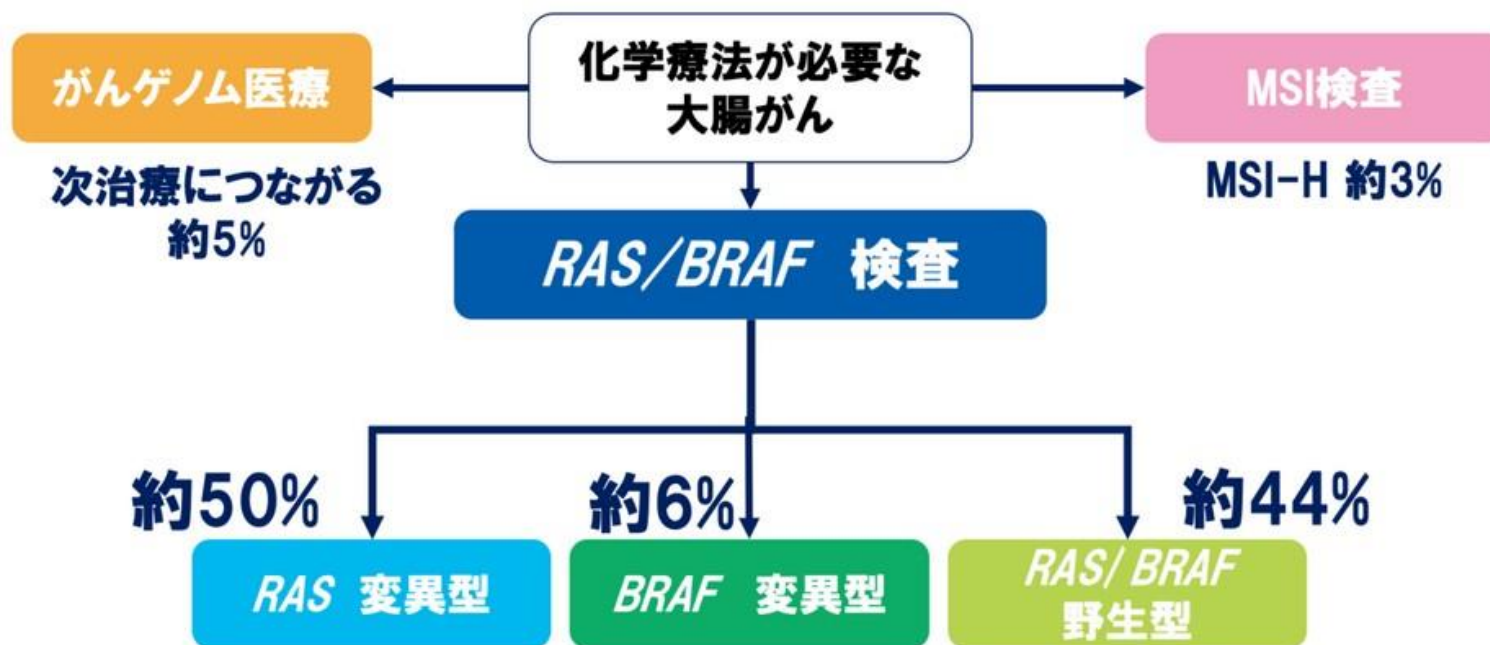 化学療法が必要な
大腸がん
がんゲノム医療
次治療につながる
約5%
MSI検査
MSI-H 約3%
RAS/BRAF 検査
約50%
RAS 変異型
約6%
BRAF 変異型
約44%
RAS/BRAF
野生型